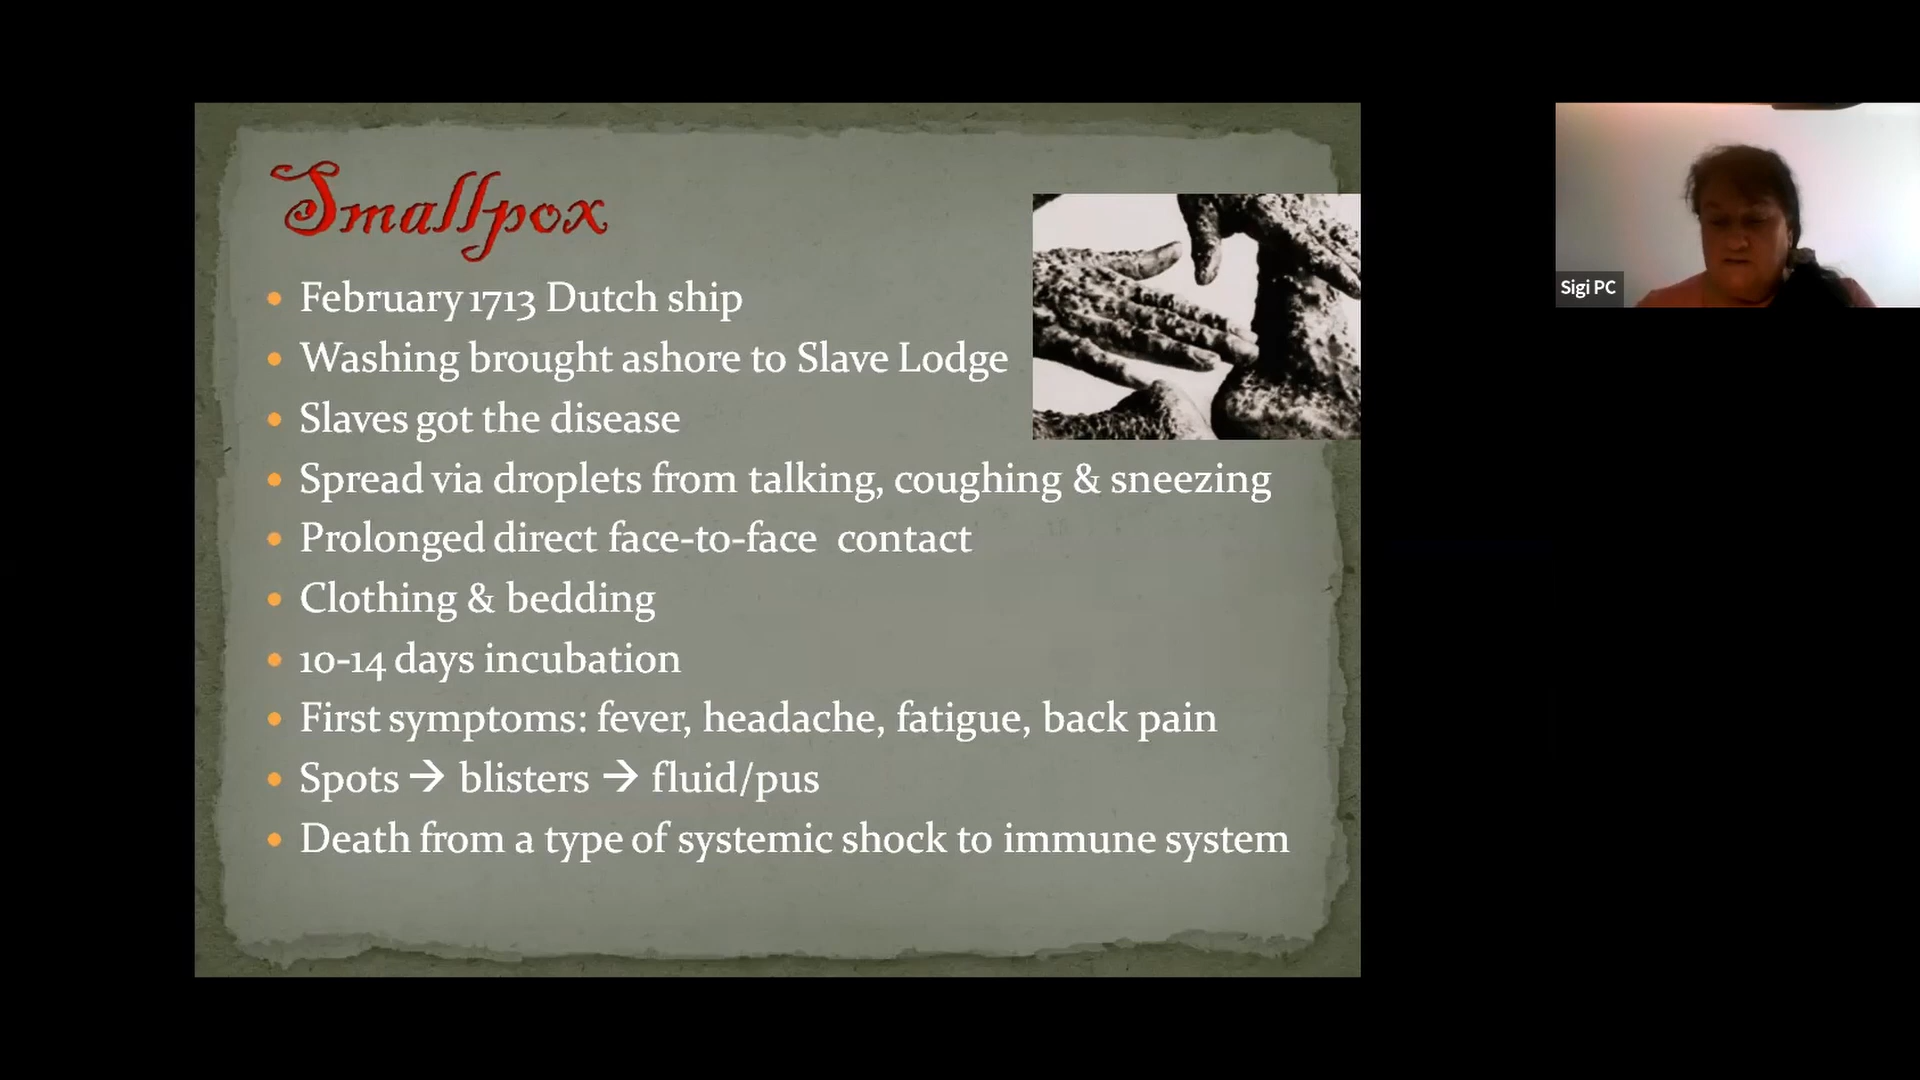 Smallpox
• February 1713 Dutch ship
• Washing brought ashore to Slave Lodge
• Slaves got the disease
• Spread via droplets from talking, coughing & sneezing
• Prolonged direct face-to-face contact
• Clothing & bedding
• 10-14 days incubation
• First symptoms: fever, headache, fatigue, back pain
• Spots → blisters → fluid/pus
• Death from a type of systemic shock to immune system
Sigi PC